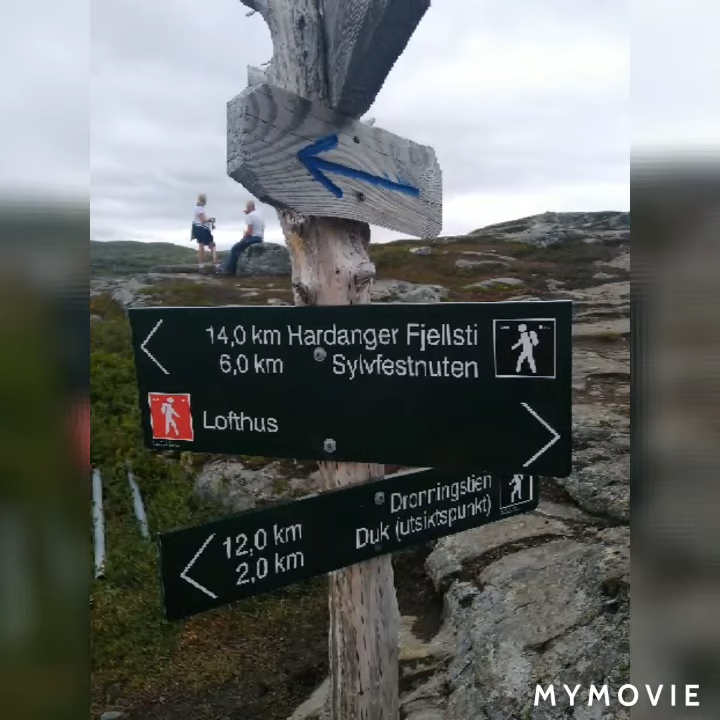 14,0 km Hardanger Fjellsti
6,0 km Sylvfestnuten
Lofthus
Dronningstien
12,0 km
Duk (utsiktspunkt)
2,0 km
MYMOVIE